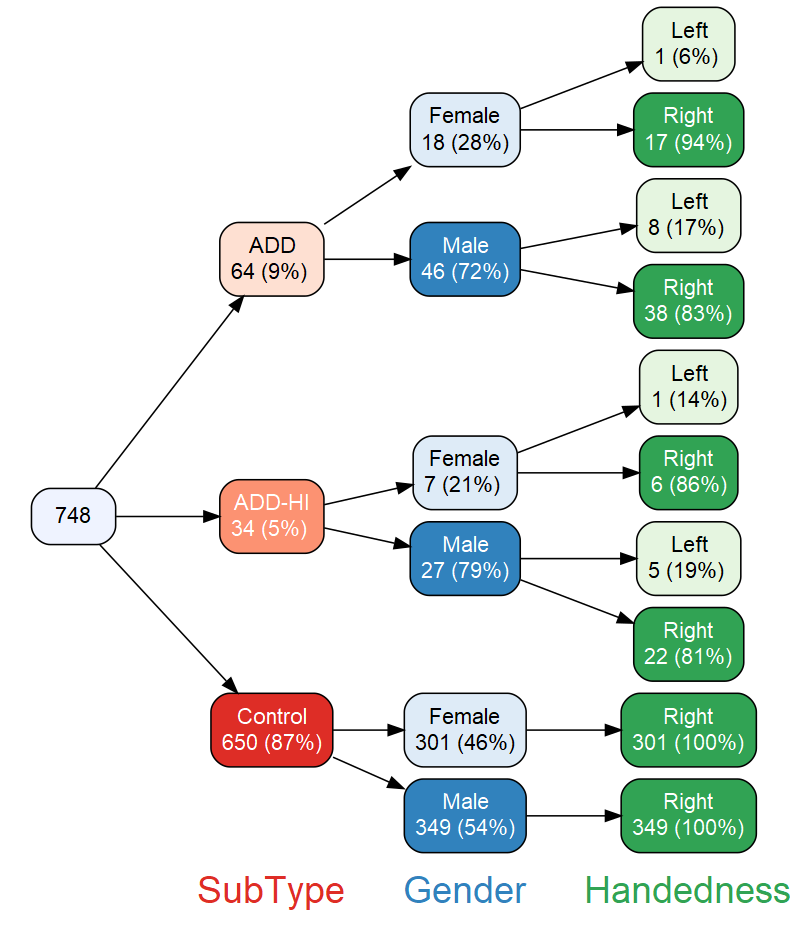 748
ADD
64 (9%)
Female
18 (28%)
Left
1 (6%)
Right
17 (94%)
Male
46 (72%)
Left
8 (17%)
Right
38 (83%)
ADD-HI
34 (5%)
Female
7 (21%)
Left
1 (14%)
Right
6 (86%)
Male
27 (79%)
Left
5 (19%)
Right
22 (81%)
Control
650 (87%)
Female
301 (46%)
Right
301 (100%)
Male
349 (54%)
Right
349 (100%)
SubType
Gender
Handedness